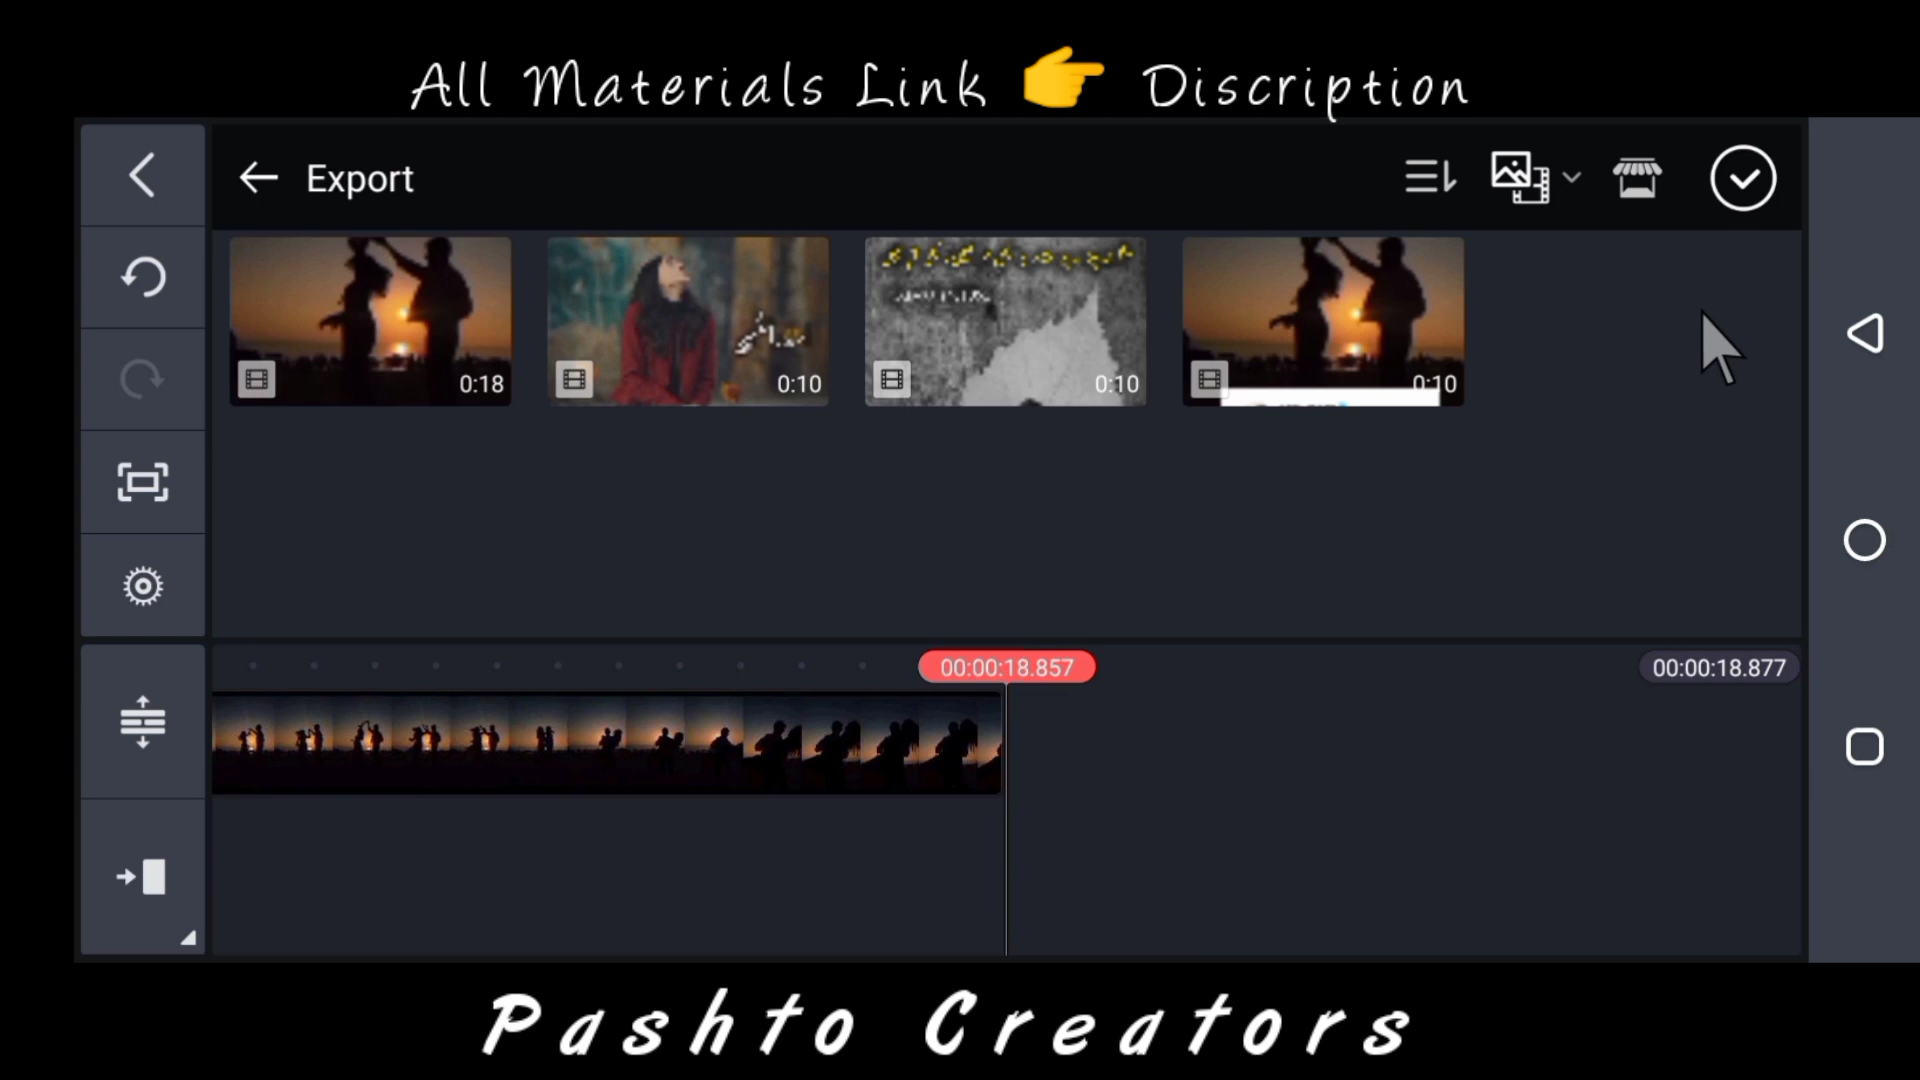 All Materials Link 👉 Discription
Export
0:18
0:10
0:10
0:10
00:00:18.857
00:00:18.877
Pashto Creators